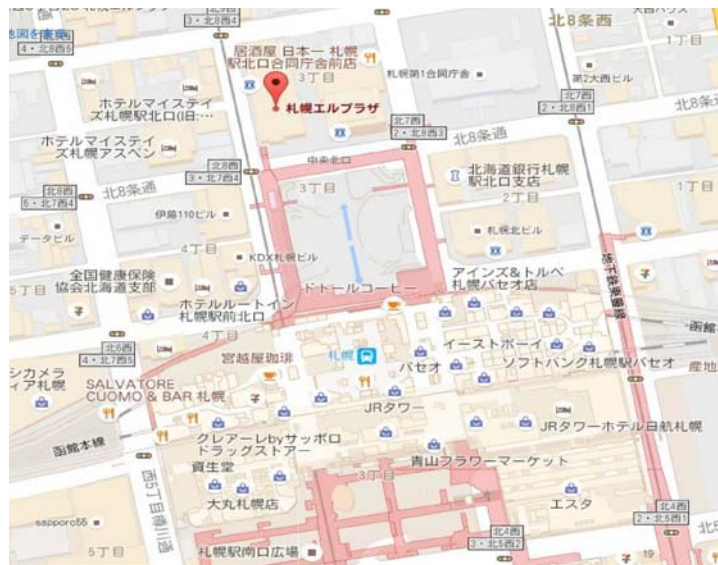 北8西4
3・北8西4
北8条西
4・北8西5
地図を表示
居酒屋 日本一 札幌
駅北口合同庁舎前店
1丁目
3丁目
札幌第1合同庁舎
第2大西ビル
ホテルマイステイ
ズ札幌駅北口(旧:...
札幌エルプラザ
北7西
2・北8西1
北7西
2・北8西3
北8条通
北8条通
ホテルマイステイ
ズ札幌アスペン
中央北口
北8西
3・北7西4
北海道銀行札幌
駅北口支店
北8西
5・北7西4
北8条通
3丁目
1丁目
2丁目
伊藤110ビル
データビル
4丁目
札幌北ビル
KDX札幌ビル
5丁目
全国健康保険
協会北海道支部
ドトールコーヒー
アインズ&トルペ
札幌パセオ店
地下鉄東豊線
ホテルルートイン
札幌駅前北口
函館本線
北6西
4・北7西5
宮越屋珈琲
札幌
イーストボーイ
パセオ
ソフトバンク札幌駅パセオ
シカメラ
ィア札幌
SALVATORE
CUOMO & BAR 札幌
産地
JRタワー
JRタワーホテル日航札幌
函館本線
クレアーレbyサッポロ
ドラッグストアー
資生堂
3丁目
青山フラワーマーケット
西5丁目樽川通
大丸札幌店
エスタ
北4西
2・北5西1
sapporo55
北4西
3・北5西2
5丁目
札幌駅南口広場
19